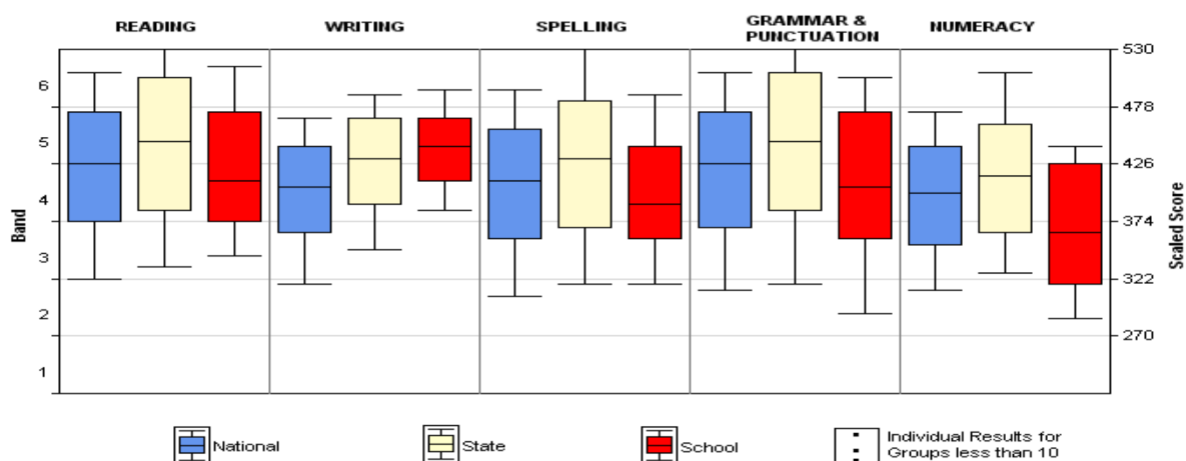 READING
WRITING
SPELLING
GRAMMAR &
PUNCTUATION
NUMERACY
Band
6
5
4
3
2
1
530
478
426
374
322
270
Scaled Score
National
State
School
Individual Results for
Groups less than 10